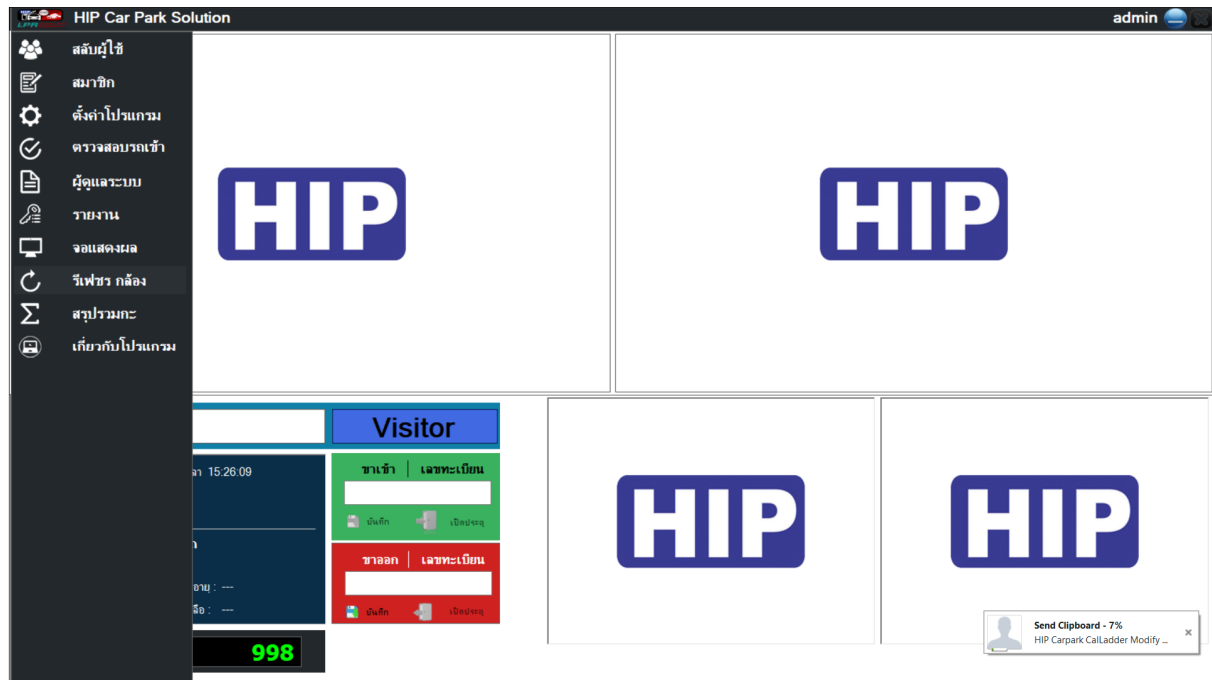 HIP Car Park Solution
admin
สลับผู้ใช้
สมาชิก
ตั้งค่าโปรแกรม
ตรวจสอบรถเข้า
ผู้ดูแลระบบ
รายงาน
จอแสดงผล
รีเฟชร กล้อง
สรุปรวมกะ
เกี่ยวกับโปรแกรม
HIP
HIP
Visitor
15:26:09
ขาเข้า เลขทะเบียน
บันทึก เปิดประตู
ขาออก เลขทะเบียน
บันทึก เปิดประตู
อายุ : ---
: ---
998
HIP
HIP
Send Clipboard - 7%
HIP Carpark CalLadder Modify ...